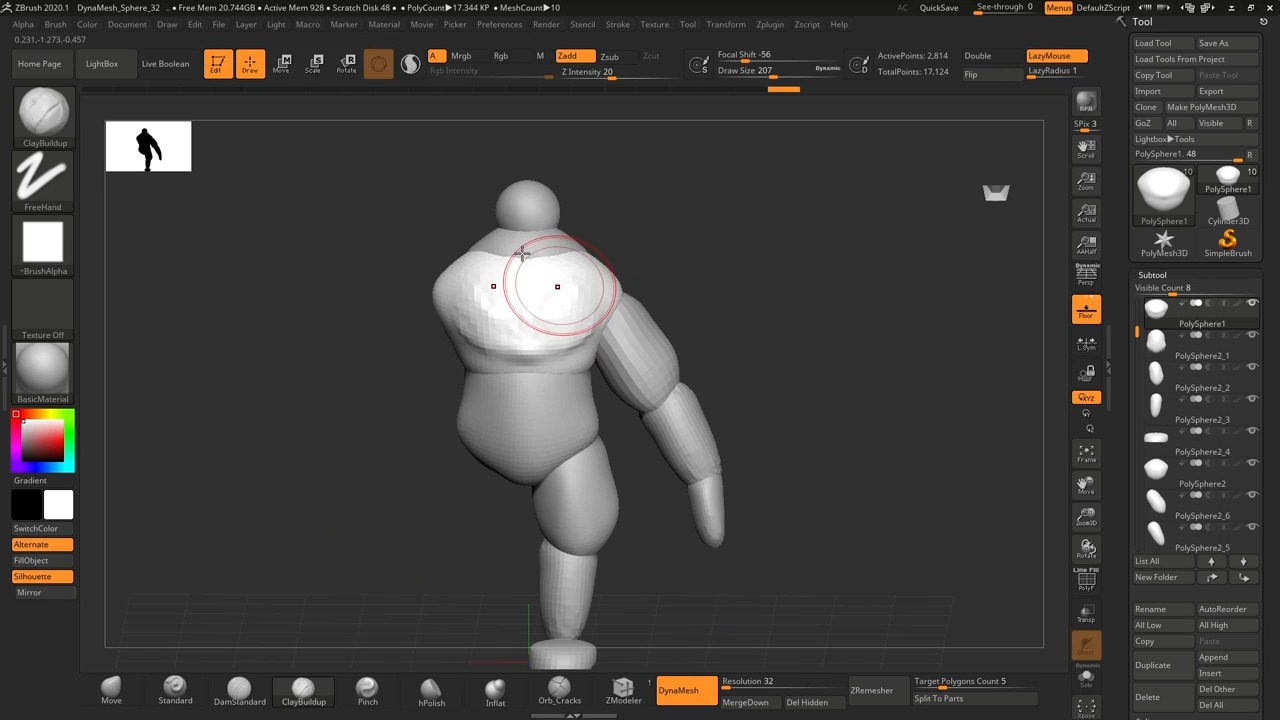 ZBrush 2020.1 DynaMesh_Sphere_32 .. • Free Mem 20.744GB • Active Mem 928 • Scratch Disk 48 • PolyCount▶17.344 KP • MeshCount▶10
AC QuickSave See-through 0 Menus DefaultZScript
Alpha Brush Color Document Draw Edit File Layer Light Macro Marker Material Movie Picker Preferences Render Stencil Stroke Texture Tool Transform Zplugin Zscript Help
0.231,-1.273,-0.457
Home Page LightBox Live Boolean
Edit Draw Move Scale Rotate
A Mrgb Rgb M Zadd Zsub Zcut
Rgb Intensity Z Intensity 20
Focal Shift -56
Draw Size 207 Dynamic
S D
ActivePoints: 2,814
TotalPoints: 17,124
Double LazyMouse
Flip LazyRadius 1
ClayBuildup
FreeHand
~BrushAlpha
Texture Off
BasicMaterial
Gradient
SwitchColor
Alternate
FillObject
Silhouette
Mirror
BPR
SPix 3
Scroll
Zoom
Actual
AAHalf
Dynamic
Persp
Floor
L.Sym
XYZ
Frame
Move
Zoom3D
Rotate
Line Fill
PolyF
Transp
Dynamic
Solo
Xpose
Tool
Load Tool Save As
Load Tools From Project
Copy Tool Paste Tool
Import Export
Clone Make PolyMesh3D
GoZ All Visible R
Lightbox▶Tools
PolySphere1. 48 R
10 10
PolySphere1
PolySphere1 Cylinder3D
PolyMesh3D SimpleBrush
Subtool
Visible Count 8
PolySphere1
PolySphere2_1
PolySphere2_2
PolySphere2_3
PolySphere2_4
PolySphere2
PolySphere2_6
PolySphere2_5
List All
New Folder
Rename AutoReorder
All Low All High
Copy Paste
Duplicate Append
Insert
Delete Del Other
Del All
Move Standard DamStandard ClayBuildup Pinch hPolish Inflat Orb_Cracks ZModeler
1
DynaMesh
Resolution 32
MergeDown Del Hidden
ZRemesher
Target Polygons Count 5
Split To Parts